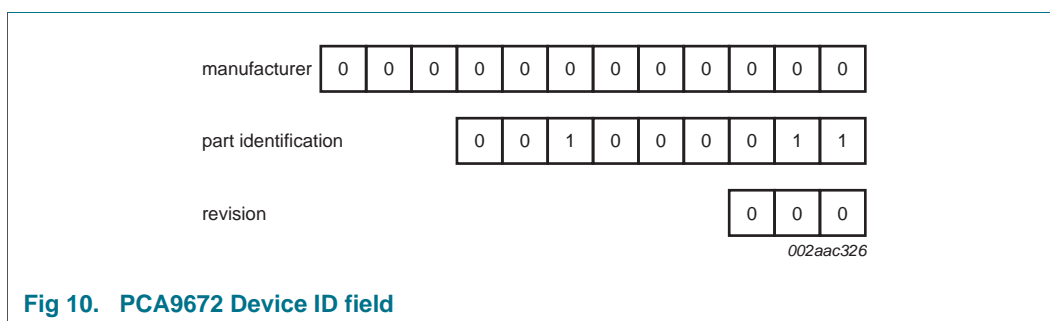 manufacturer 0 0 0 0 0 0 0 0 0 0 0 0
part identification 0 0 1 0 0 0 0 1 1
revision 0 0 0
002aac326
Fig 10. PCA9672 Device ID field